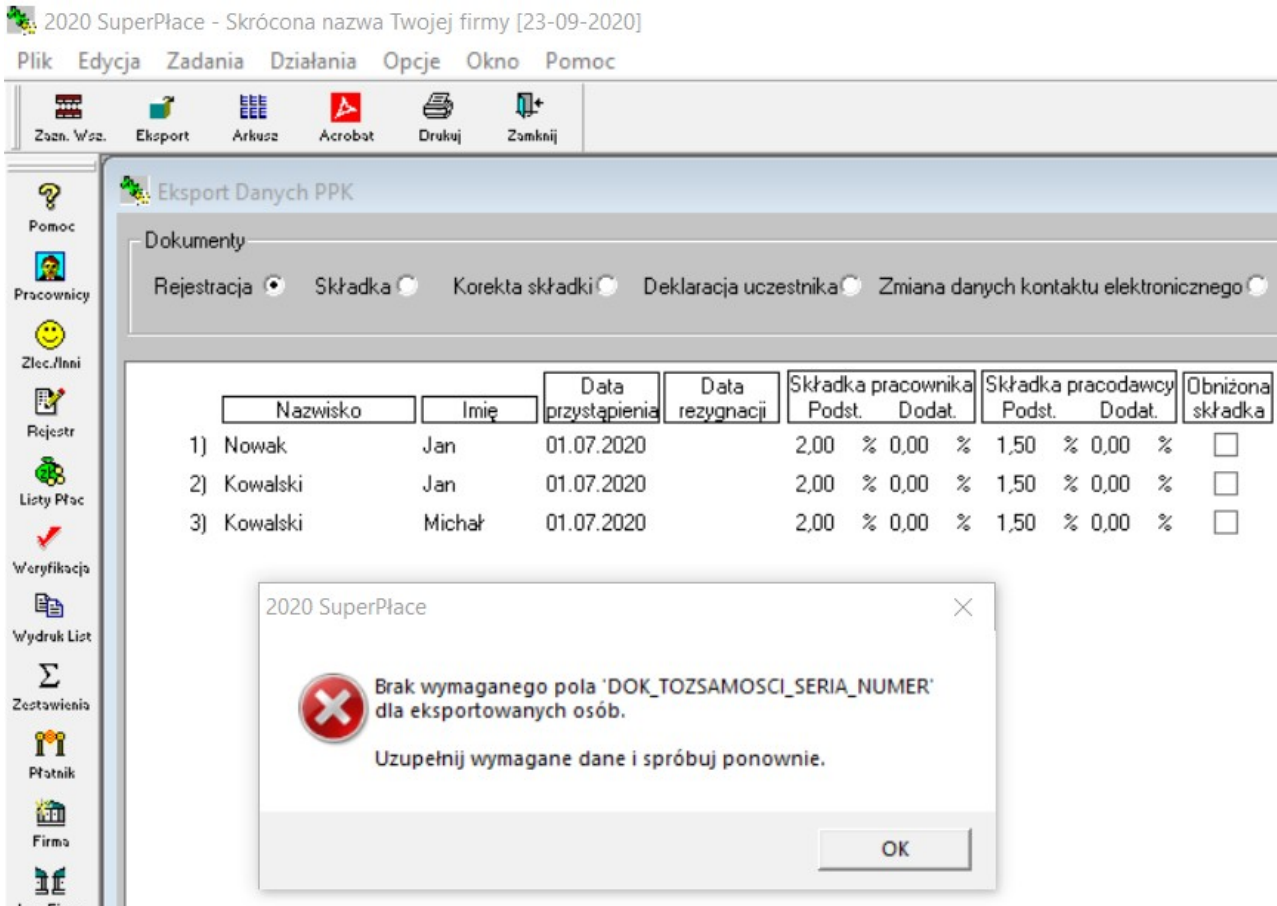 2020 SuperPłace - Skrócona nazwa Twojej firmy [23-09-2020]
Plik Edycja Zadania Działania Opcje Okno Pomoc
Zazn. Wsz. Eksport Arkusz Acrobat Drukuj Zamknij
Pomoc
Pracownicy
Zlec./Inni
Rejestr
Listy Płac
Weryfikacja
Wydruk List
Zestawienia
Płatnik
Firma
Eksport Danych PPK
Dokumenty
Rejestracja Składka Korekta składki Deklaracja uczestnika Zmiana danych kontaktu elektronicznego
Nazwisko Imię Data przystąpienia Data rezygnacji Składka pracownika Podst. Dodat. Składka pracodawcy Podst. Dodat. Obniżona składka
1) Nowak Jan 01.07.2020 2,00 % 0,00 % 1,50 % 0,00 %
2) Kowalski Jan 01.07.2020 2,00 % 0,00 % 1,50 % 0,00 %
3) Kowalski Michał 01.07.2020 2,00 % 0,00 % 1,50 % 0,00 %
2020 SuperPłace
Brak wymaganego pola 'DOK_TOZSAMOSCI_SERIA_NUMER'
dla eksportowanych osób.
Uzupełnij wymagane dane i spróbuj ponownie.
OK